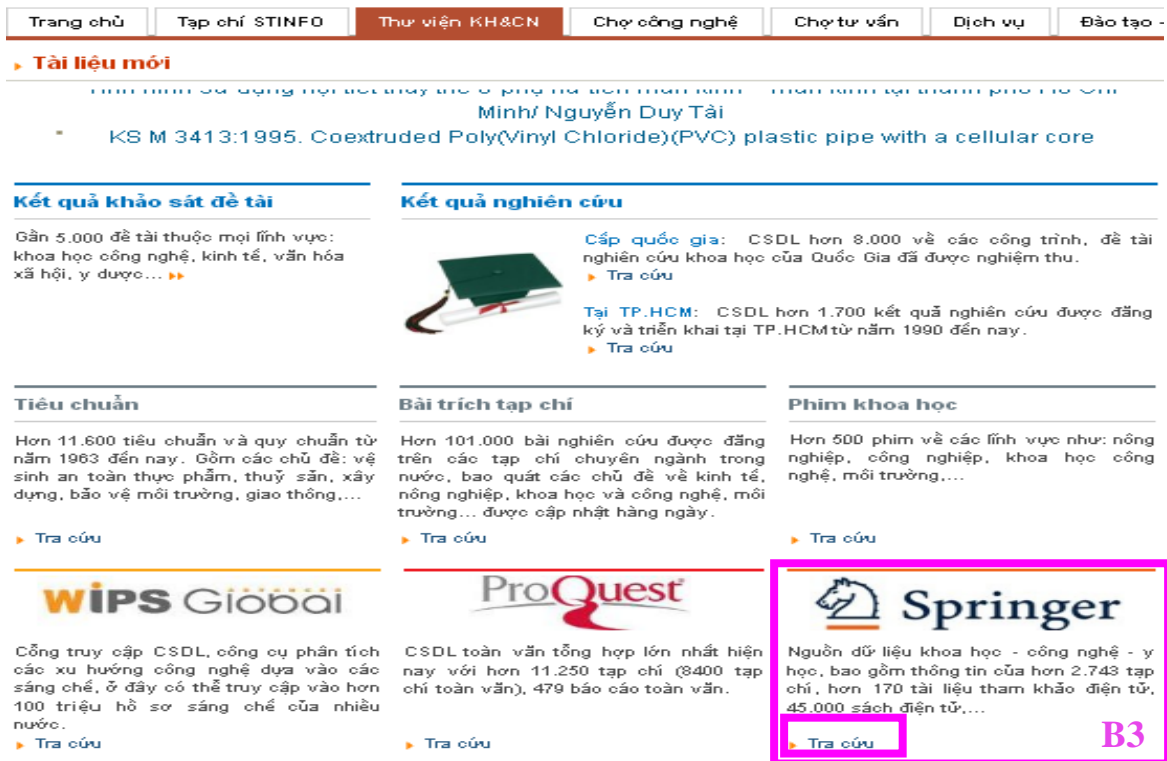 Trang chủ
Tạp chí STINFO
Thư viện KH&CN
Chợ công nghệ
Chợ tư vấn
Dịch vụ
Đào tạo -
Tài liệu mới
Minh/ Nguyễn Duy Tài
KS M 3413:1995. Coextruded Poly(Vinyl Chloride)(PVC) plastic pipe with a cellular core
Kết quả khảo sát đề tài
Gần 5.000 đề tài thuộc mọi lĩnh vực:
khoa học công nghệ, kinh tế, văn hóa
xã hội, y dược...
Kết quả nghiên cứu
Cấp quốc gia: CSDL hơn 8.000 về các công trình, đề tài
nghiên cứu khoa học của Quốc Gia đã được nghiệm thu.
Tra cứu
Tại TP.HCM: CSDL hơn 1.700 kết quả nghiên cứu được đăng
ký và triển khai tại TP.HCM từ năm 1990 đến nay.
Tra cứu
Tiêu chuẩn
Hơn 11.600 tiêu chuẩn và quy chuẩn từ
năm 1963 đến nay. Gồm các chủ đề: vệ
sinh an toàn thực phẩm, thuỷ sản, xây
dựng, bảo vệ môi trường, giao thông,...
Tra cứu
Bài trích tạp chí
Hơn 101.000 bài nghiên cứu được đăng
trên các tạp chí chuyên ngành trong
nước, bao quát các chủ đề về kinh tế,
nông nghiệp, khoa học và công nghệ, môi
trường... được cập nhật hàng ngày.
Tra cứu
Phim khoa học
Hơn 500 phim về các lĩnh vực như: nông
nghiệp, công nghiệp, khoa học công
nghệ, môi trường,...
Tra cứu
WIPS Global
Cổng truy cập CSDL, công cụ phân tích
các xu hướng công nghệ dựa vào các
sáng chế, ở đây có thể truy cập vào hơn
100 triệu hồ sơ sáng chế của nhiều
nước.
Tra cứu
ProQuest
CSDL toàn văn tổng hợp lớn nhất hiện
nay với hơn 11.250 tạp chí (8400 tạp
chí toàn văn), 479 báo cáo toàn văn.
Tra cứu
Springer
Nguồn dữ liệu khoa học - công nghệ - y
học, bao gồm thông tin của hơn 2.743 tạp
chí, hơn 170 tài liệu tham khảo điện tử,
45.000 sách điện tử,...
Tra cứu
B3